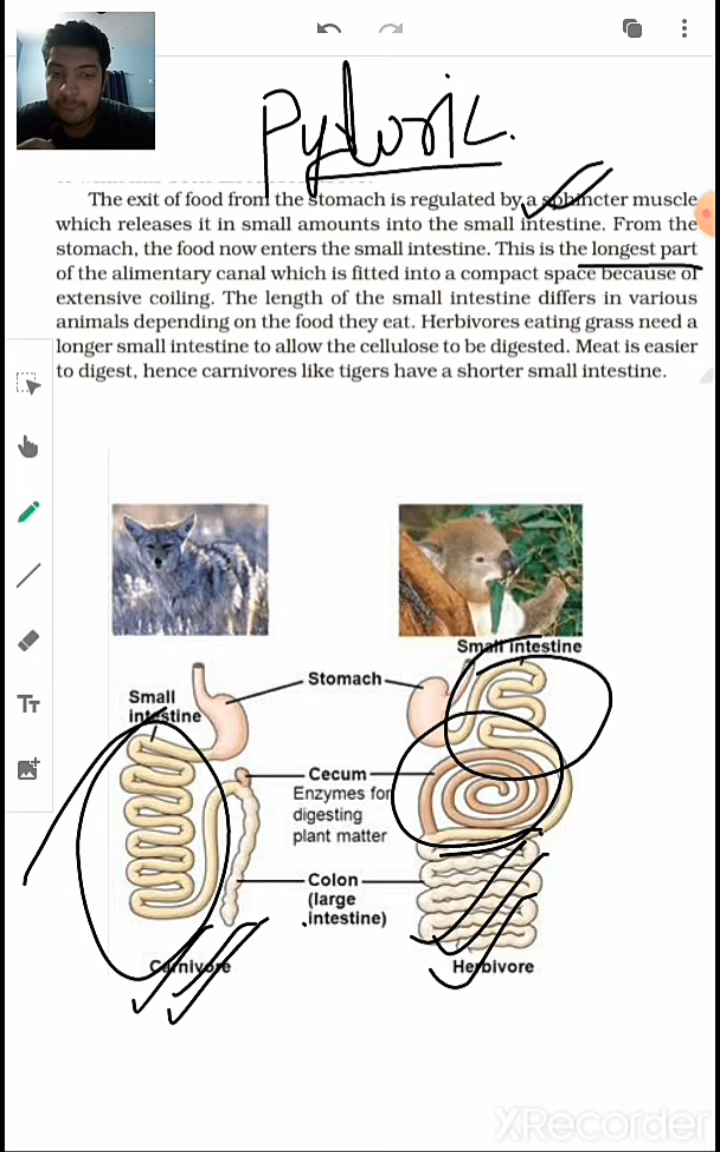 Pyloric.
The exit of food from the stomach is regulated by a sphincter muscle
which releases it in small amounts into the small intestine. From the
stomach, the food now enters the small intestine. This is the longest part
of the alimentary canal which is fitted into a compact space because of
extensive coiling. The length of the small intestine differs in various
animals depending on the food they eat. Herbivores eating grass need a
longer small intestine to allow the cellulose to be digested. Meat is easier
to digest, hence carnivores like tigers have a shorter small intestine.
Small intestine
Stomach
Small
intestine
Cecum
Enzymes for
digesting
plant matter
Colon
(large
intestine)
Carnivore
Herbivore
TT
XRecorder